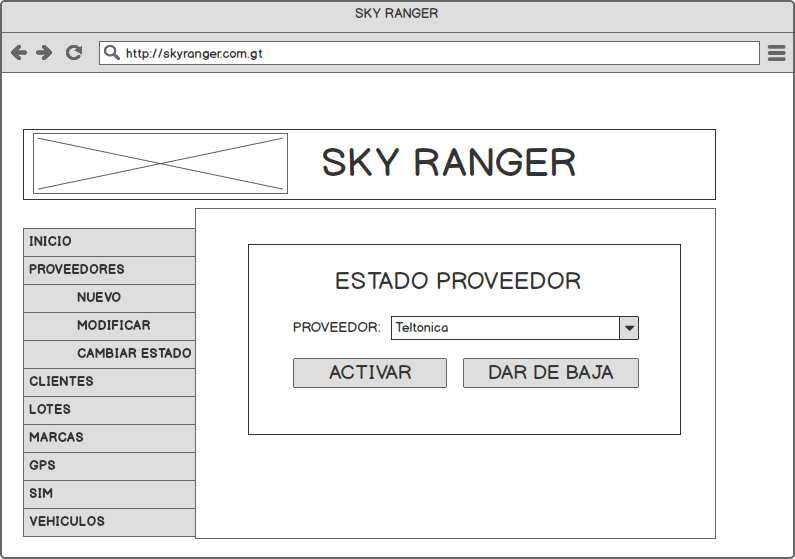 SKY RANGER
http://skyranger.com.gt
SKY RANGER
INICIO
PROVEEDORES
NUEVO
MODIFICAR
CAMBIAR ESTADO
CLIENTES
LOTES
MARCAS
GPS
SIM
VEHICULOS
ESTADO PROVEEDOR
PROVEEDOR: Teltonica
ACTIVAR DAR DE BAJA